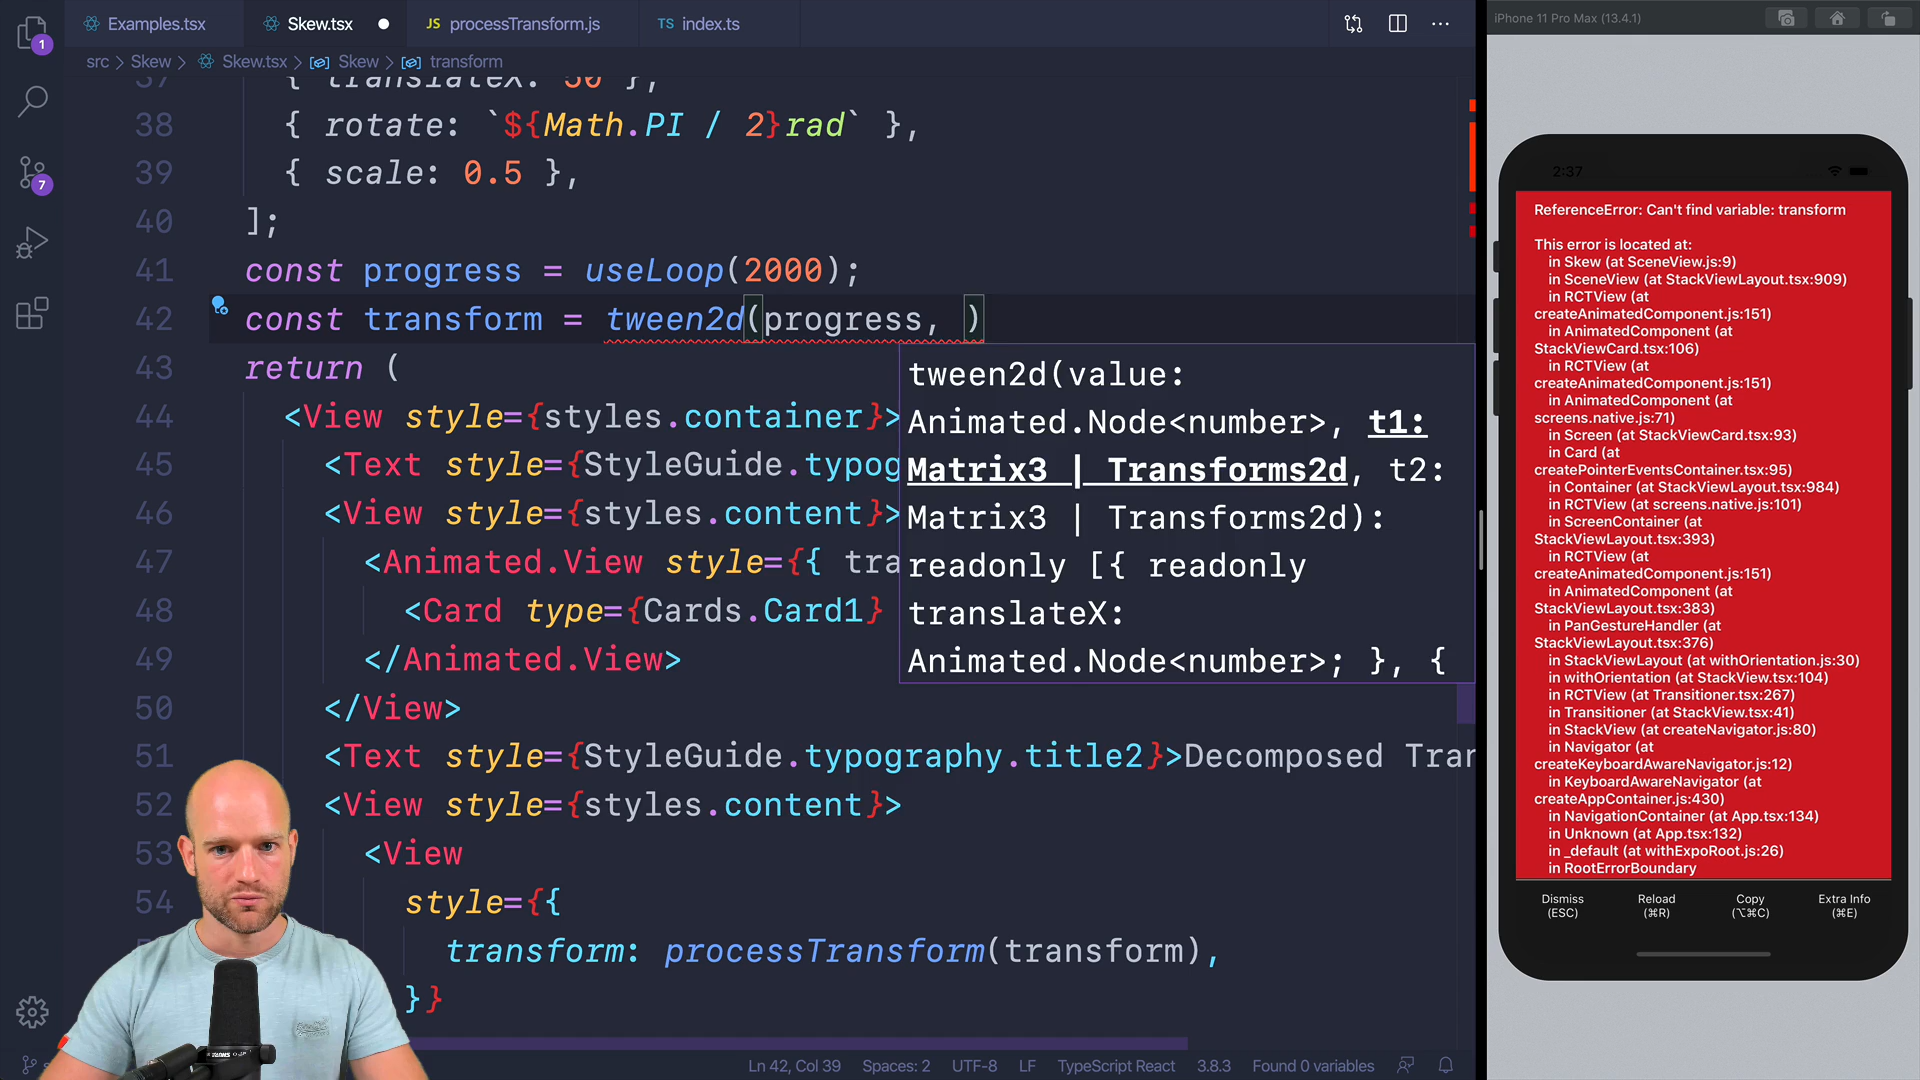 Examples.tsx
Skew.tsx
JS processTransform.js
TS index.ts
iPhone 11 Pro Max (13.4.1)
1
src > Skew > Skew.tsx > Skew > transform
37 { translateX: 50 },
38 { rotate: `${Math.PI / 2}rad` },
39 { scale: 0.5 },
40 ];
41 const progress = useLoop(2000);
42 const transform = tween2d(progress, )
43 return (
44 <View style={styles.container}>
45 <Text style={StyleGuide.typog
46 <View style={styles.content}>
47 <Animated.View style={{ tra
48 <Card type={Cards.Card1}
49 </Animated.View>
50 </View>
51 <Text style={StyleGuide.typography.title2}>Decomposed Tran
52 <View style={styles.content}>
53 <View
54 style={{
transform: processTransform(transform),
}}
tween2d(value:
Animated.Node<number>, t1:
Matrix3 | Transforms2d, t2:
Matrix3 | Transforms2d):
readonly [{ readonly
translateX:
Animated.Node<number>; }, {
7
Ln 42, Col 39
Spaces: 2
UTF-8
LF
TypeScript React
3.8.3
Found 0 variables
2:37
ReferenceError: Can't find variable: transform
This error is located at:
in Skew (at SceneView.js:9)
in SceneView (at StackViewLayout.tsx:909)
in RCTView (at
createAnimatedComponent.js:151)
in AnimatedComponent (at
StackViewCard.tsx:106)
in RCTView (at
createAnimatedComponent.js:151)
in AnimatedComponent (at
screens.native.js:71)
in Screen (at StackViewCard.tsx:93)
in Card (at
createPointerEventsContainer.tsx:95)
in Container (at StackViewLayout.tsx:984)
in RCTView (at screens.native.js:101)
in ScreenContainer (at
StackViewLayout.tsx:393)
in RCTView (at
createAnimatedComponent.js:151)
in AnimatedComponent (at
StackViewLayout.tsx:383)
in PanGestureHandler (at
StackViewLayout.tsx:376)
in StackViewLayout (at withOrientation.js:30)
in withOrientation (at StackView.tsx:104)
in RCTView (at Transitioner.tsx:267)
in Transitioner (at StackView.tsx:41)
in StackView (at createNavigator.js:80)
in Navigator (at
createKeyboardAwareNavigator.js:12)
in KeyboardAwareNavigator (at
createAppContainer.js:430)
in NavigationContainer (at App.tsx:134)
in Unknown (at App.tsx:132)
in _default (at withExpoRoot.js:26)
in RootErrorBoundary
Dismiss
(ESC)
Reload
(⌘R)
Copy
(⌥⌘C)
Extra Info
(⌘E)